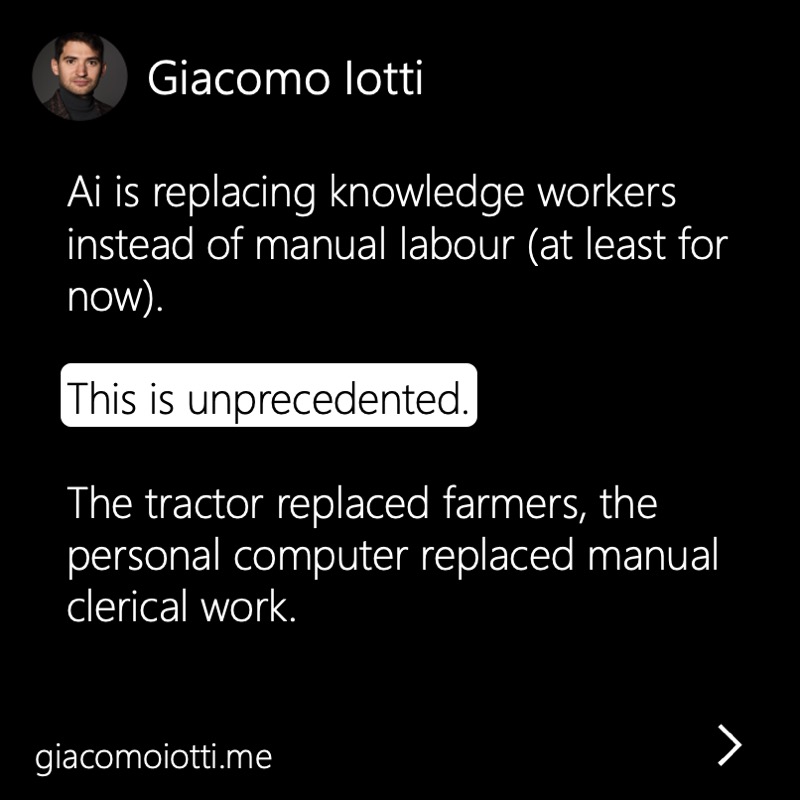 Giacomo Iotti
Ai is replacing knowledge workers
instead of manual labour (at least for
now).
This is unprecedented.
The tractor replaced farmers, the
personal computer replaced manual
clerical work.
giacomoiotti.me